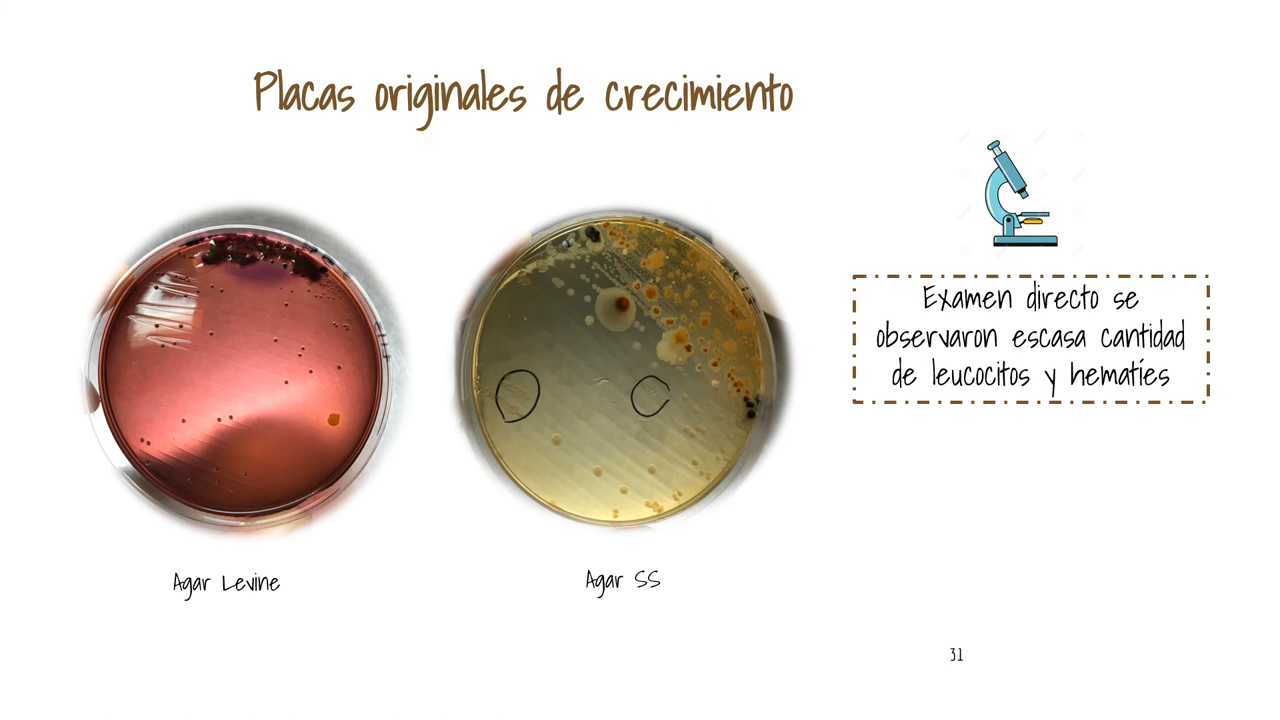 Placas originales de crecimiento
Examen directo se
observaron escasa cantidad
de leucocitos y hematíes
Agar Levine
Agar SS
31